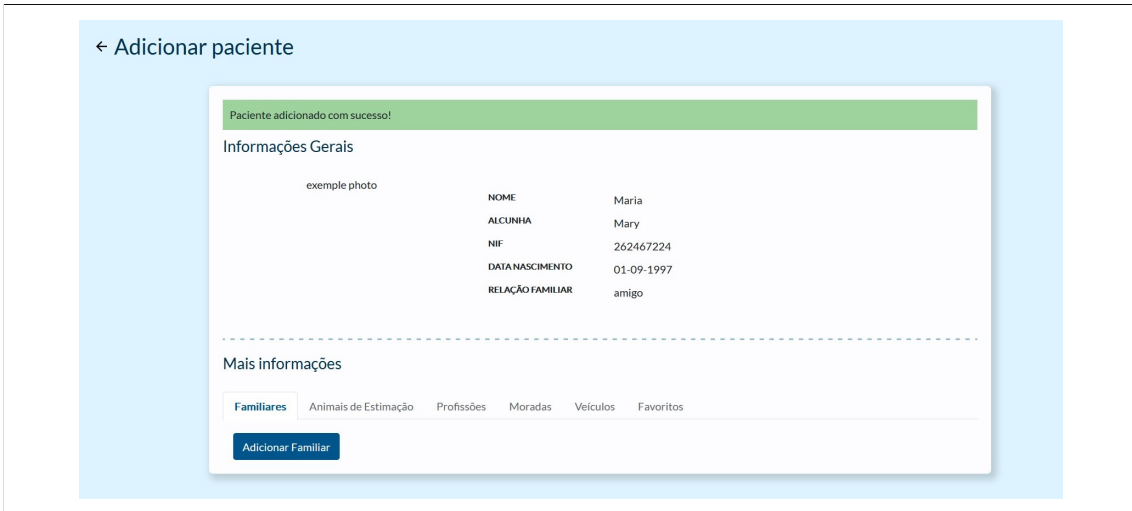 ← Adicionar paciente
Paciente adicionado com sucesso!
Informações Gerais
exemple photo
NOME Maria
ALCUNHA Mary
NIF 262467224
DATA NASCIMENTO 01-09-1997
RELAÇÃO FAMILIAR amigo
Mais informações
Familiares Animais de Estimação Profissões Moradas Veículos Favoritos
Adicionar Familiar